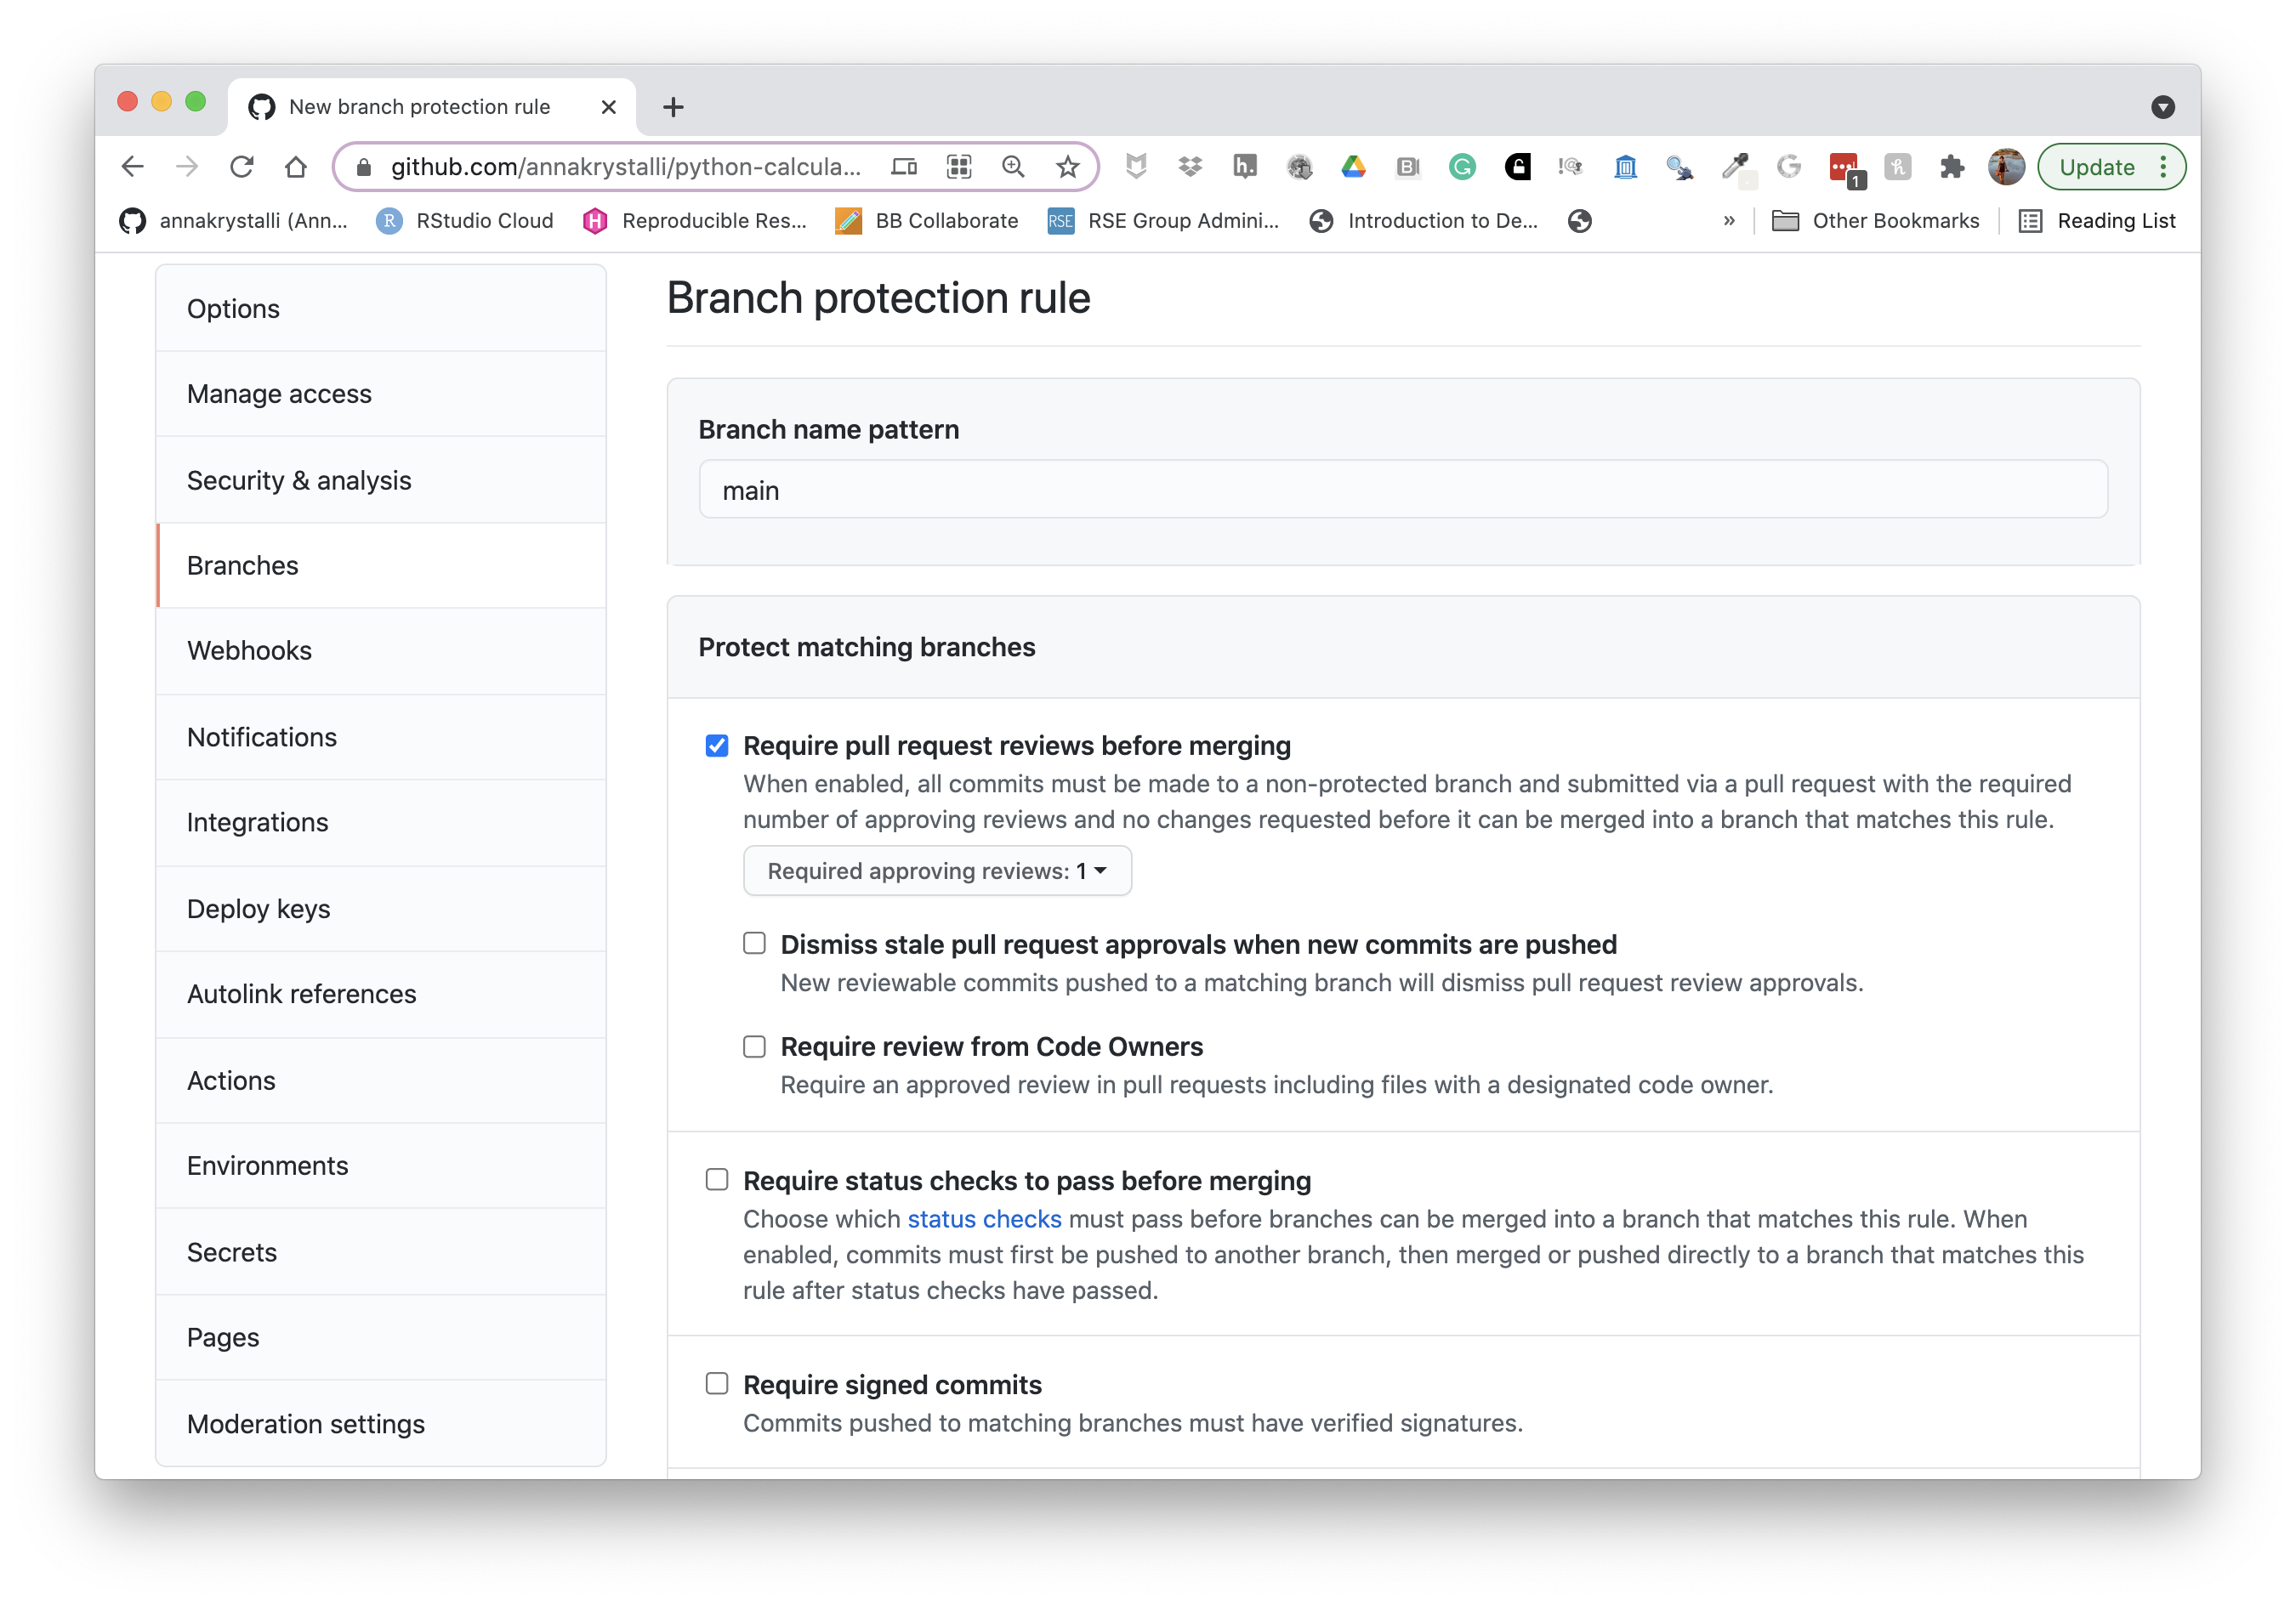 New branch protection rule
github.com/annakrystalli/python-calcula...
Update
1
annakrystalli (Ann...
RStudio Cloud
Reproducible Res...
BB Collaborate
RSE
RSE Group Admini...
Introduction to De...
»
Other Bookmarks
Reading List
Options
Manage access
Security & analysis
Branches
Webhooks
Notifications
Integrations
Deploy keys
Autolink references
Actions
Environments
Secrets
Pages
Moderation settings
Branch protection rule
Branch name pattern
main
Protect matching branches
Require pull request reviews before merging
When enabled, all commits must be made to a non-protected branch and submitted via a pull request with the required
number of approving reviews and no changes requested before it can be merged into a branch that matches this rule.
Required approving reviews: 1
Dismiss stale pull request approvals when new commits are pushed
New reviewable commits pushed to a matching branch will dismiss pull request review approvals.
Require review from Code Owners
Require an approved review in pull requests including files with a designated code owner.
Require status checks to pass before merging
Choose which status checks must pass before branches can be merged into a branch that matches this rule. When
enabled, commits must first be pushed to another branch, then merged or pushed directly to a branch that matches this
rule after status checks have passed.
Require signed commits
Commits pushed to matching branches must have verified signatures.